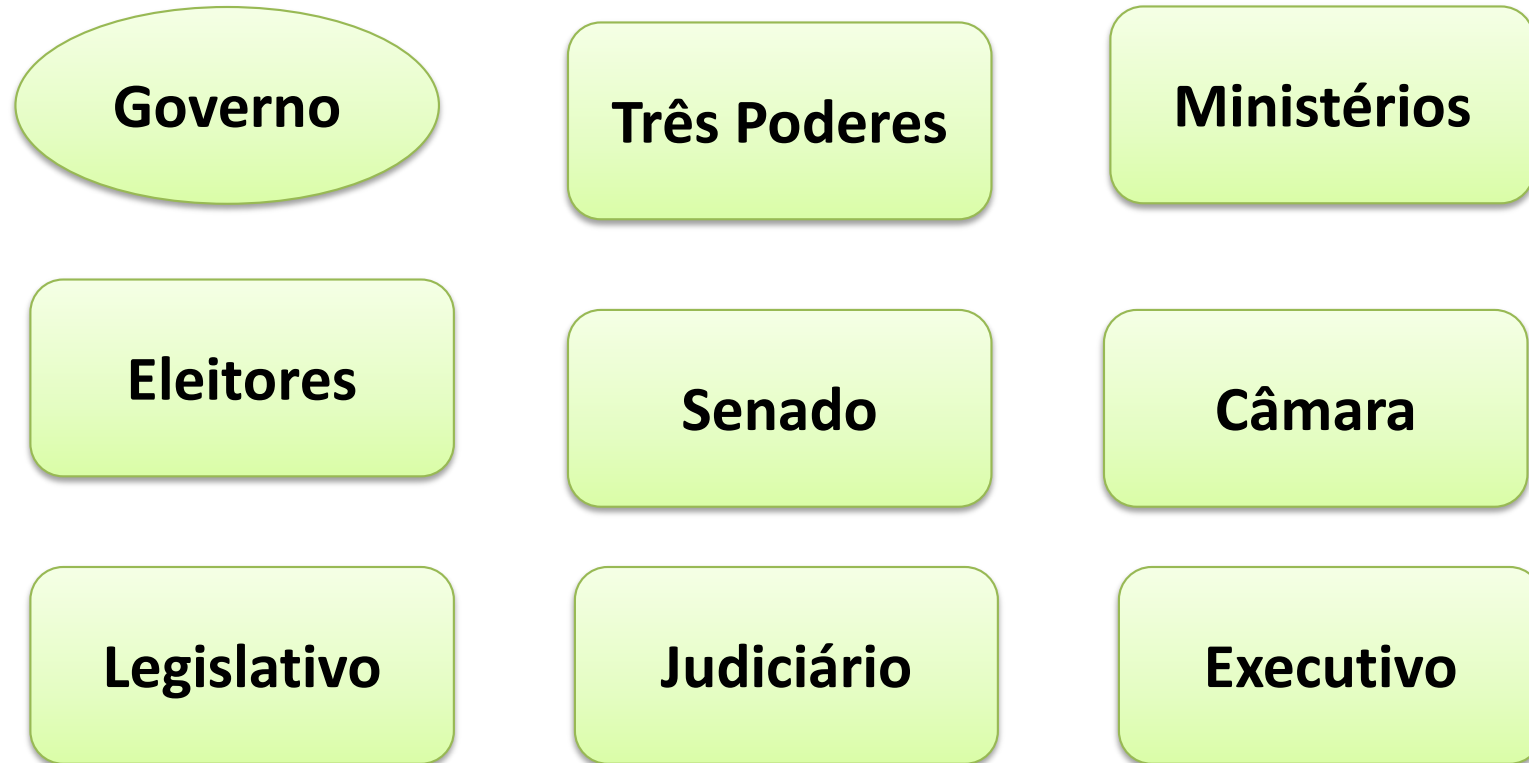 Governo
Três Poderes
Ministérios
Eleitores
Senado
Câmara
Legislativo
Judiciário
Executivo